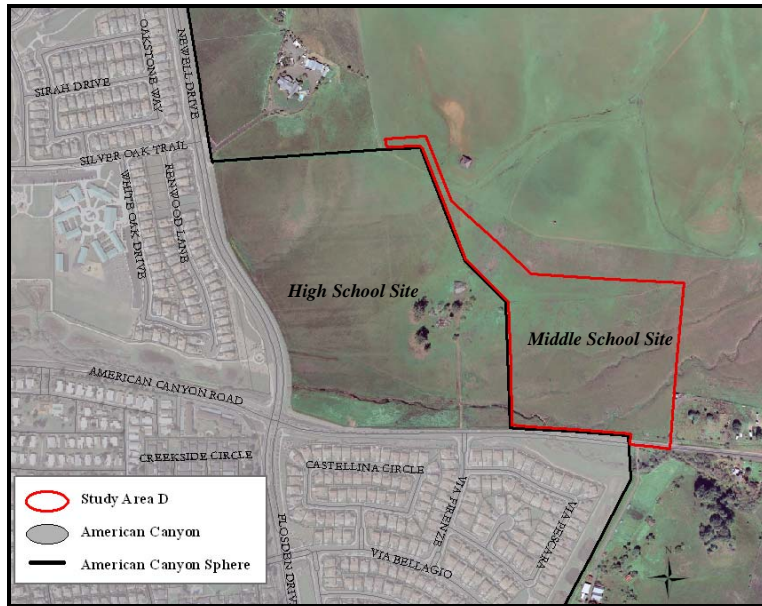 OAKSTONE WAY
NEWELL DRIVE
SIRAH DRIVE
SILVER OAK TRAIL
RENWOOD LANE
WHITE OAK DRIVE
High School Site
Middle School Site
AMERICAN CANYON ROAD
CREEKSIDE CIRCLE
CASTELLINA CIRCLE
VIA FIRENZE
VIA PESCARA
VIA BELLAGIO
FLOSDEN DRIVE
Study Area D
American Canyon
American Canyon Sphere